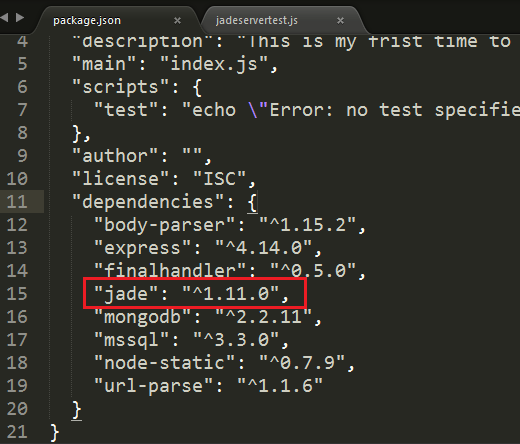 package.json × jadeservertest.js ×
4 "description": "This is my frist time to
5 "main": "index.js",
6 "scripts": {
7 "test": "echo \"Error: no test specifie
8 },
9 "author": "",
10 "license": "ISC",
11 "dependencies": {
12 "body-parser": "^1.15.2",
13 "express": "^4.14.0",
14 "finalhandler": "^0.5.0",
15 "jade": "^1.11.0",
16 "mongodb": "^2.2.11",
17 "mssql": "^3.3.0",
18 "node-static": "^0.7.9",
19 "url-parse": "^1.1.6"
20 }
21 }